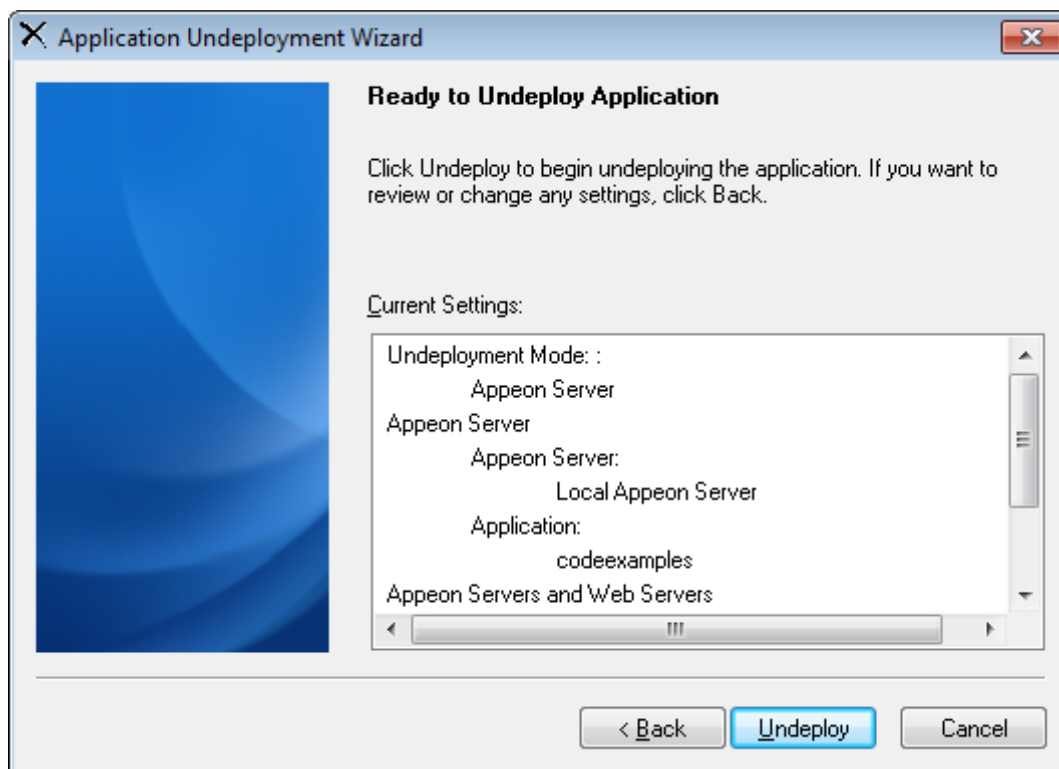 Application Undeployment Wizard
Ready to Undeploy Application
Click Undeploy to begin undeploying the application. If you want to
review or change any settings, click Back.
Current Settings:
Undeployment Mode: :
Appeon Server
Appeon Server
Appeon Server:
Local Appeon Server
Application:
codeexamples
Appeon Servers and Web Servers
< Back
Undeploy
Cancel